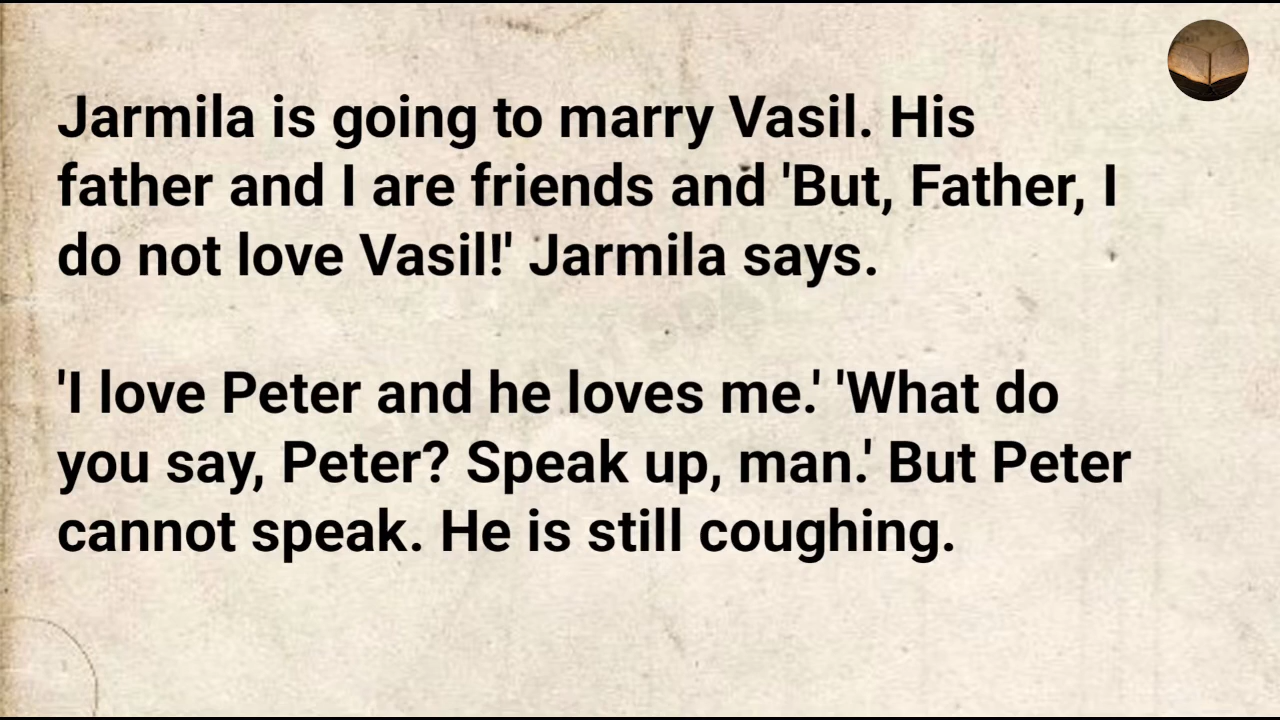 Jarmila is going to marry Vasil. His
father and I are friends and 'But, Father, I
do not love Vasil!' Jarmila says.
'I love Peter and he loves me.' 'What do
you say, Peter? Speak up, man.' But Peter
cannot speak. He is still coughing.